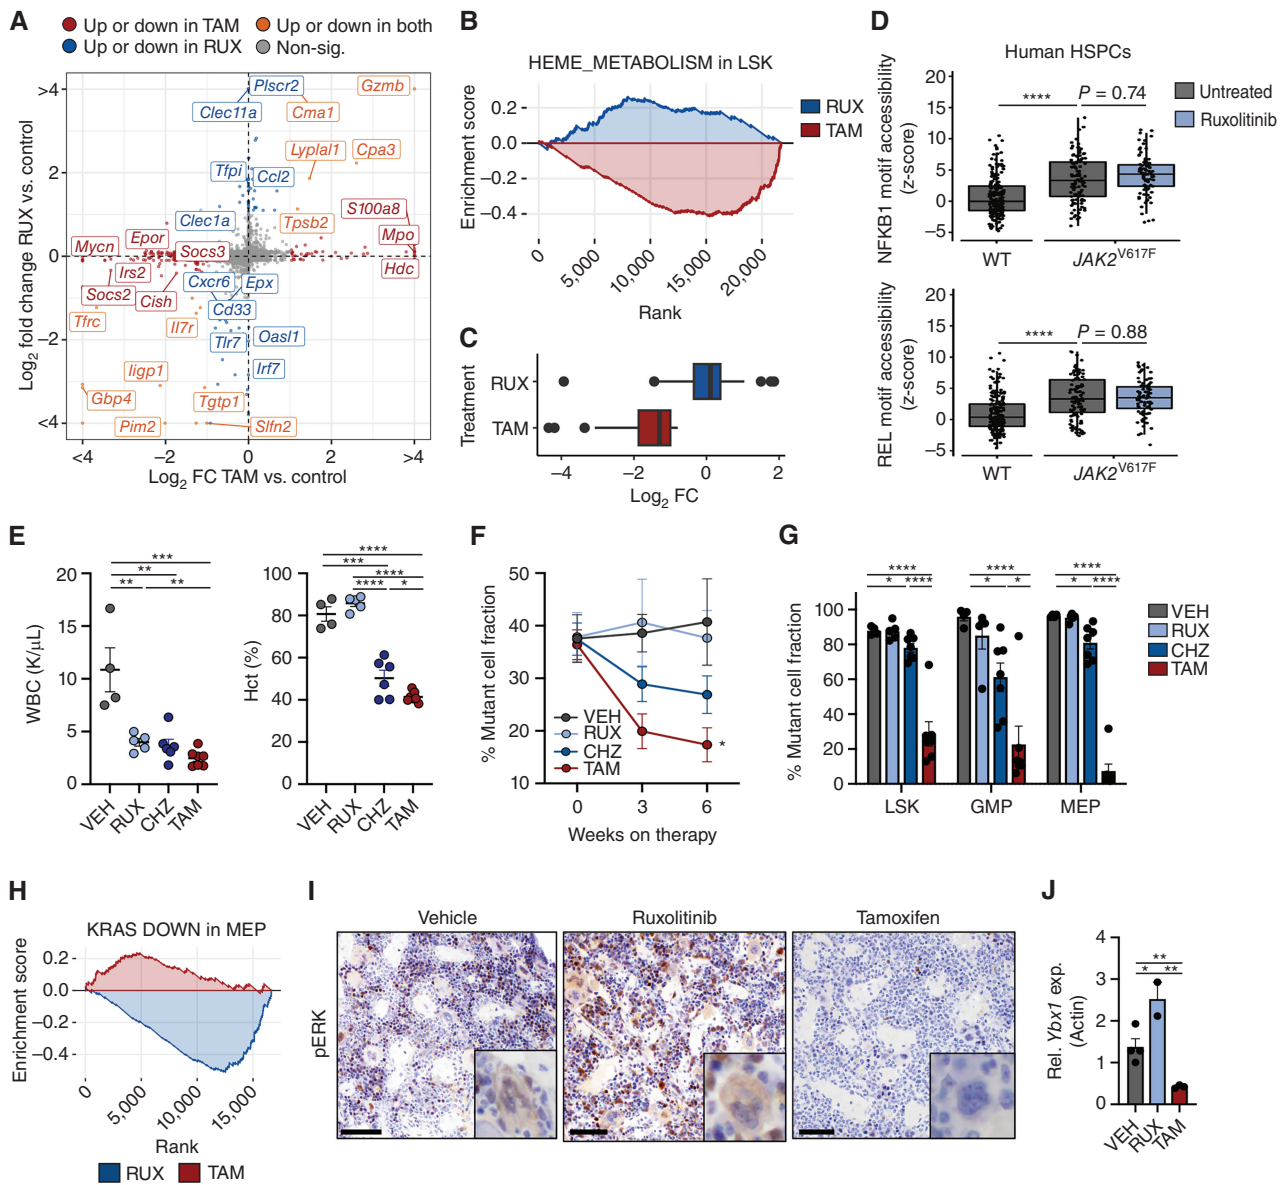 A
Up or down in TAM
Up or down in both
Up or down in RUX
Non-sig.
Log2 fold change RUX vs. control
>4
2
0
−2
<4
Plscr2
Gzmb
Clec11a
Cma1
Lyplal1
Cpa3
Tfpi
Ccl2
S100a8
Clec1a
Tpsb2
Mycn
Epor
Socs3
Mpo
Irs2
Hdc
Socs2
Cish
Cxcr6
Epx
Tfrc
Il7r
Cd33
Tlr7
Oasl1
Iigp1
Irf7
Gbp4
Tgtp1
Pim2
Slfn2
<4
−2
0
2
>4
Log2 FC TAM vs. control
B
HEME_METABOLISM in LSK
Enrichment score
0.2
0.0
−0.2
−0.4
RUX
TAM
0
5,000
10,000
15,000
20,000
Rank
C
Treatment
RUX
TAM
−4
−2
0
2
Log2 FC
D
Human HSPCs
NFKB1 motif accessibility
(z-score)
20
15
10
5
0
−5
**** P = 0.74
Untreated
Ruxolitinib
WT
JAK2V617F
REL motif accessibility
(z-score)
20
15
10
5
0
−5
**** P = 0.88
WT
JAK2V617F
E
WBC (K/µL)
20
15
10
5
0
***
**
** **
VEH
RUX
CHZ
TAM
Hct (%)
100
80
60
40
20
0
****
***
****
**** *
VEH
RUX
CHZ
TAM
F
% Mutant cell fraction
50
40
30
20
10
VEH
RUX
CHZ
TAM
*
0
3
6
Weeks on therapy
G
% Mutant cell fraction
100
80
60
40
20
0
**** **** ****
* **** * * * ****
VEH
RUX
CHZ
TAM
LSK
GMP
MEP
H
KRAS DOWN in MEP
Enrichment score
0.2
0.0
−0.2
−0.4
0
5,000
10,000
15,000
Rank
RUX
TAM
I
Vehicle
Ruxolitinib
Tamoxifen
pERK
J
Rel. Ybx1 exp.
(Actin)
4
3
2
1
0
**
* **
VEH
RUX
TAM